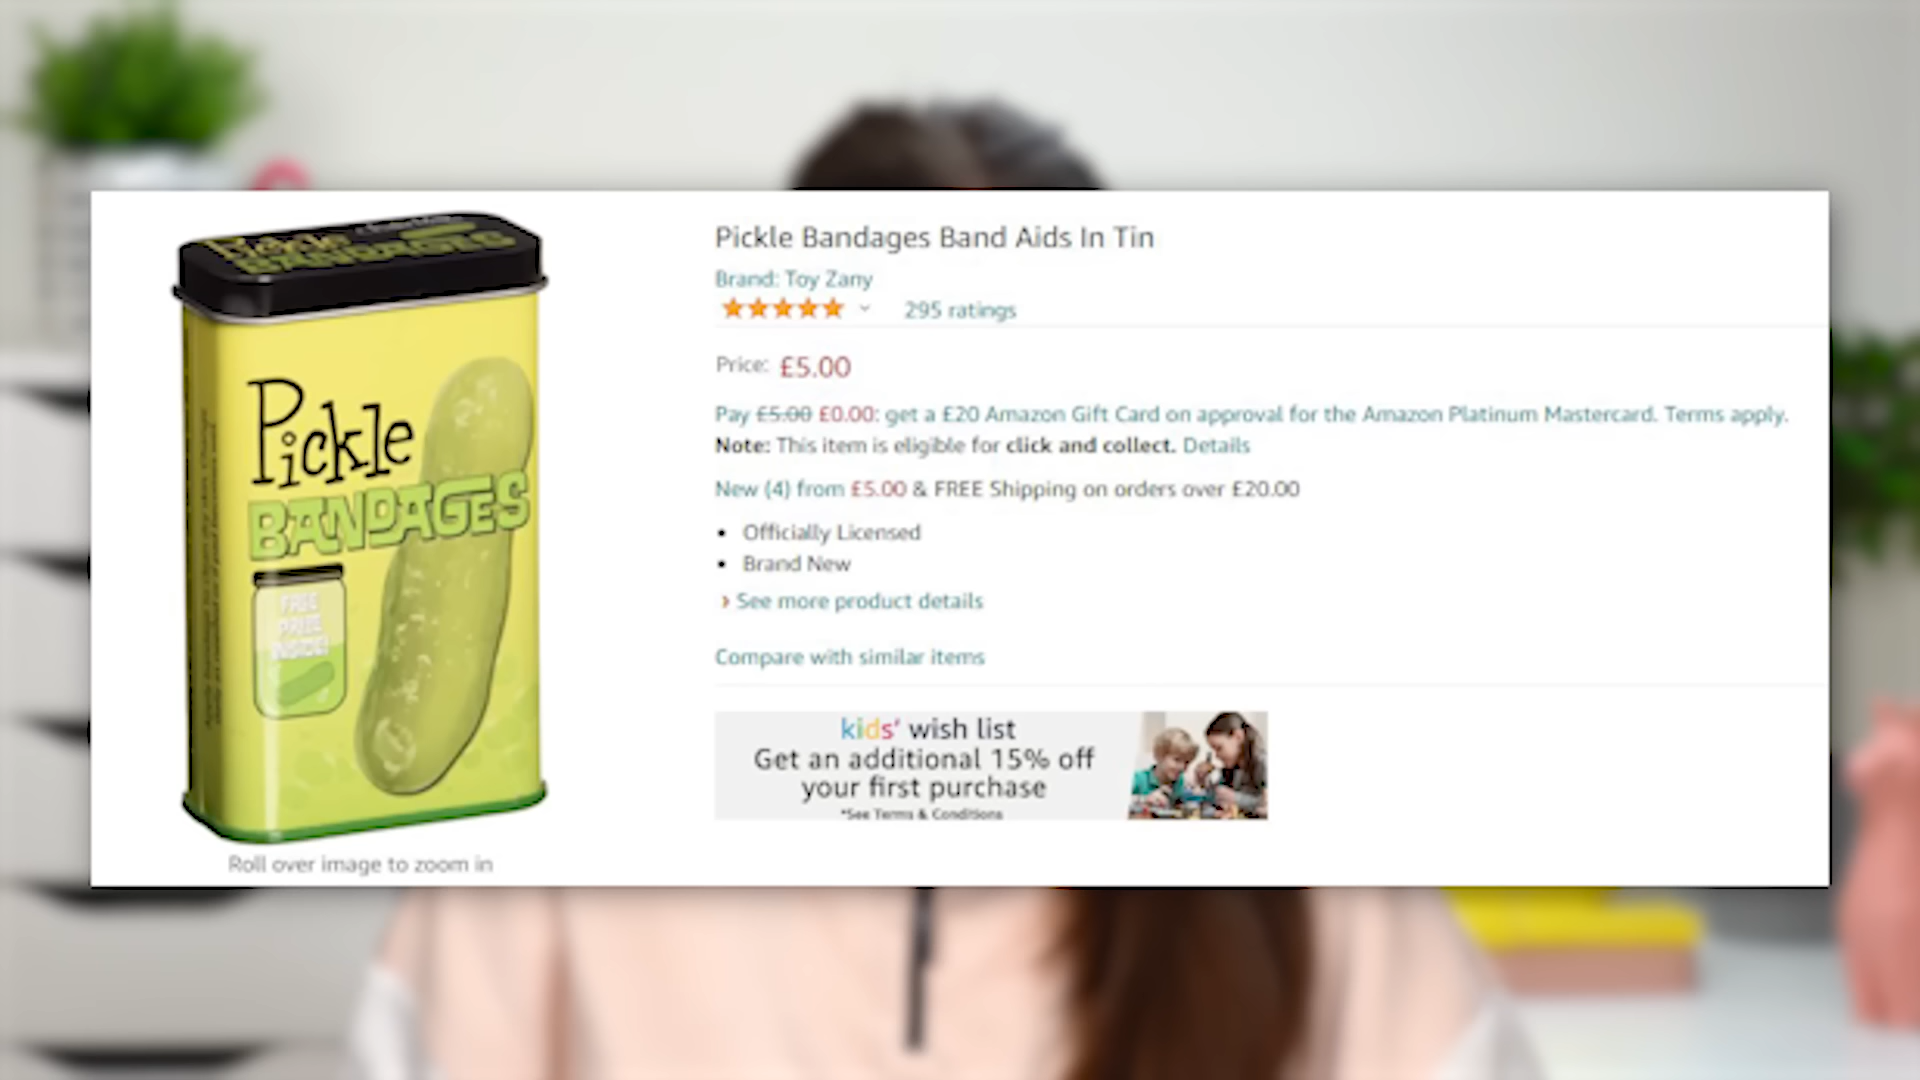 Pickle
BANDAGES
Pickle
BANDAGES
FREE
PRIZE
INSIDE!
Roll over image to zoom in
Pickle Bandages Band Aids In Tin
Brand: Toy Zany
295 ratings
Price: £5.00
Pay £5.00 £0.00: get a £20 Amazon Gift Card on approval for the Amazon Platinum Mastercard. Terms apply.
Note: This item is eligible for click and collect. Details
New (4) from £5.00 & FREE Shipping on orders over £20.00
• Officially Licensed
• Brand New
› See more product details
Compare with similar items
kids' wish list
Get an additional 15% off
your first purchase
*See Terms & Conditions